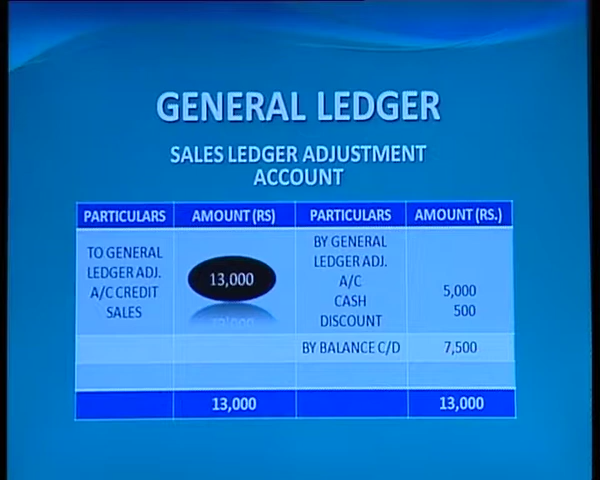 GENERAL LEDGER
SALES LEDGER ADJUSTMENT
ACCOUNT
PARTICULARS AMOUNT (RS) PARTICULARS AMOUNT (RS.)
TO GENERAL
LEDGER ADJ.
A/C CREDIT
SALES
13,000
BY GENERAL
LEDGER ADJ.
A/C
CASH
DISCOUNT
5,000
500
BY BALANCE C/D 7,500
13,000 13,000